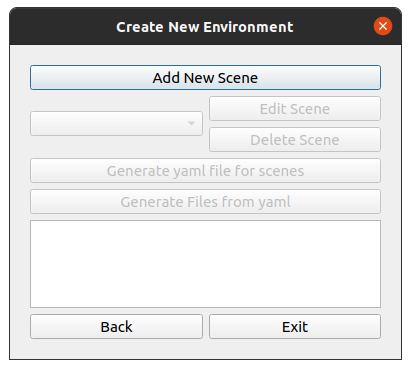 Create New Environment
Add New Scene
Edit Scene
Delete Scene
Generate yaml file for scenes
Generate Files from yaml
Back
Exit